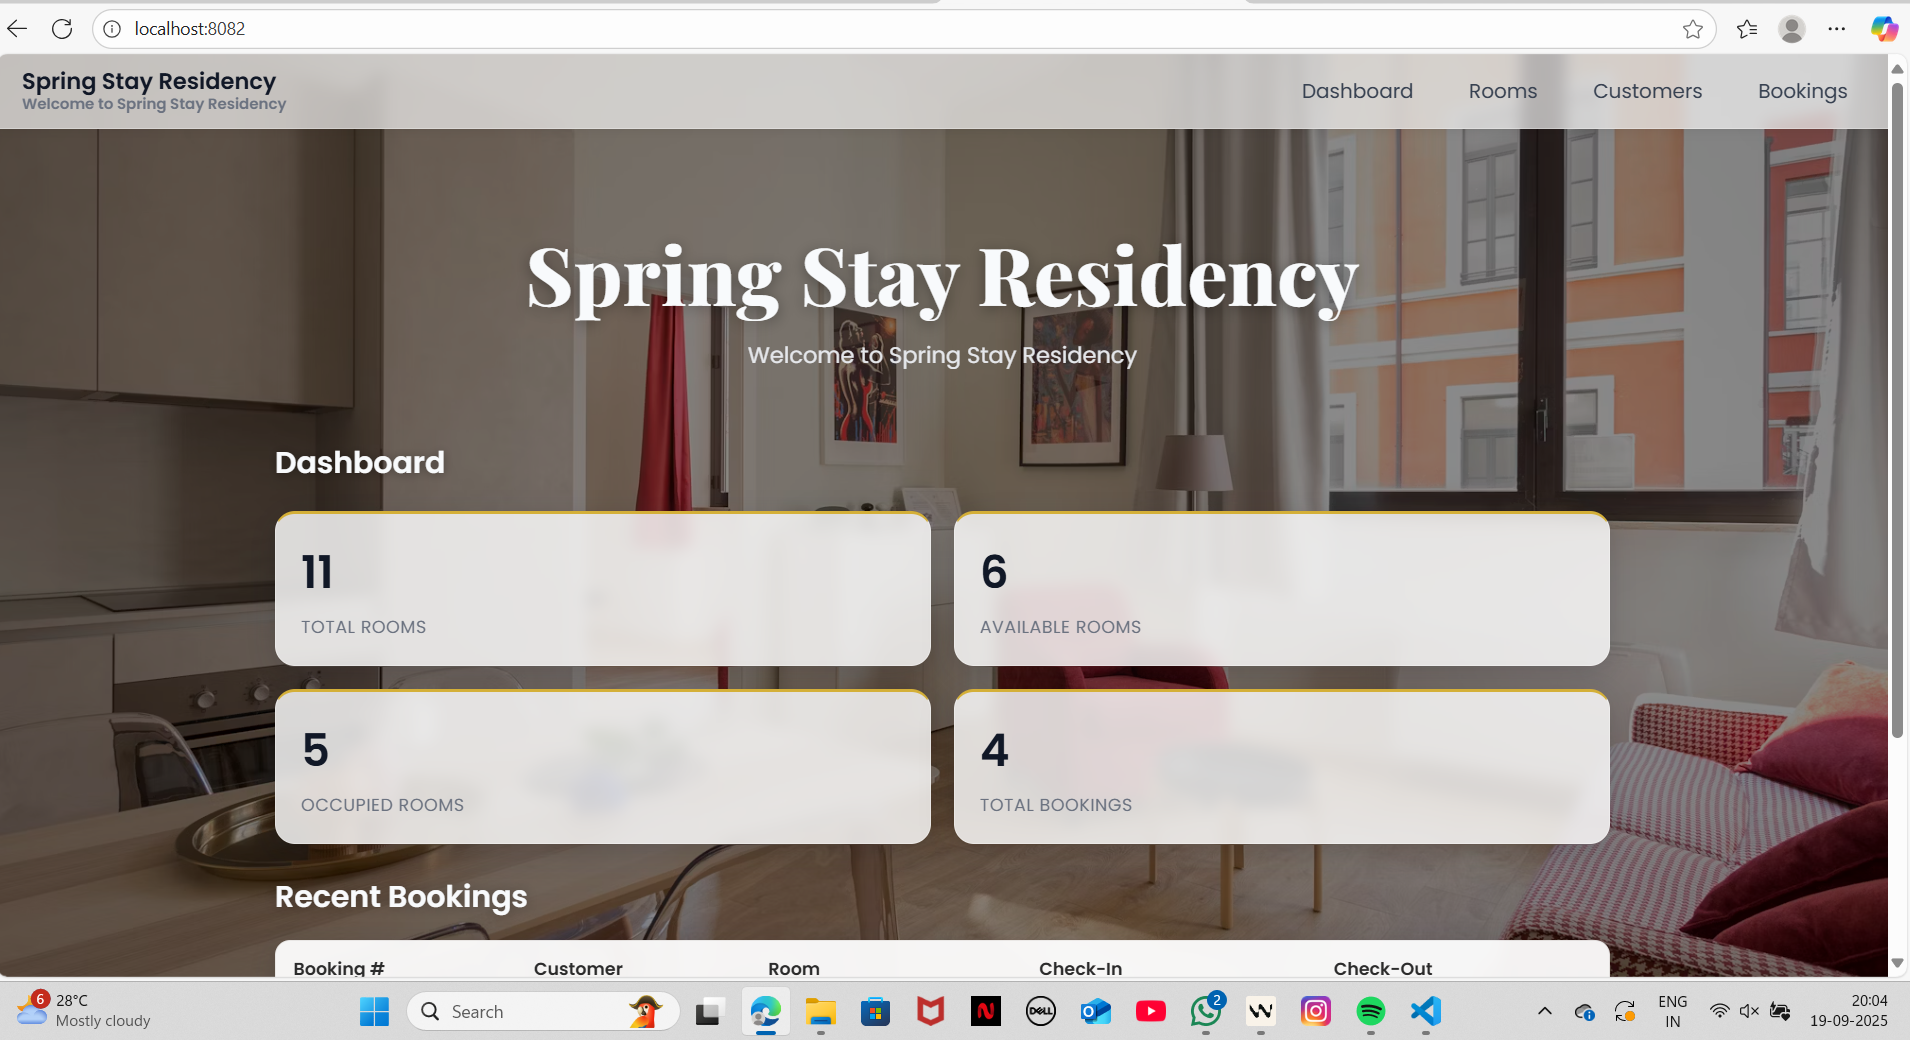 localhost:8082
Spring Stay Residency
Welcome to Spring Stay Residency
Dashboard Rooms Customers Bookings
Spring Stay Residency
Welcome to Spring Stay Residency
Dashboard
11
TOTAL ROOMS
6
AVAILABLE ROOMS
5
OCCUPIED ROOMS
4
TOTAL BOOKINGS
Recent Bookings
Booking # Customer Room Check-In Check-Out
6
28°C
Mostly cloudy
Search
N
DELL
O
2
W
ENG
IN
20:04
19-09-2025